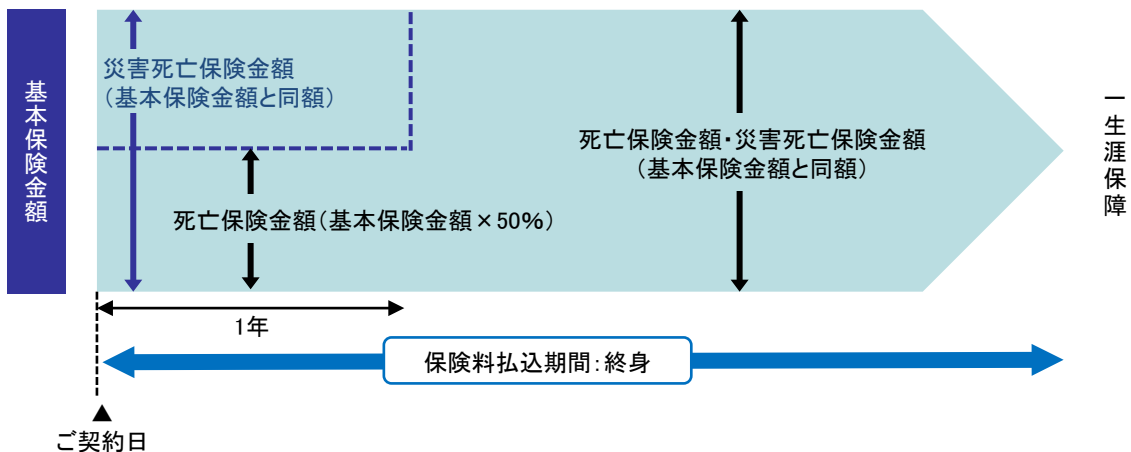 基本保険金額
災害死亡保険金額
（基本保険金額と同額）
死亡保険金額（基本保険金額×50％）
死亡保険金額・災害死亡保険金額
（基本保険金額と同額）
一生涯保障
1年
保険料払込期間：終身
▲
ご契約日